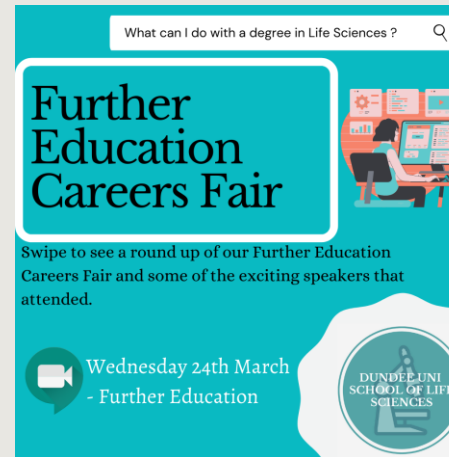 What can I do with a degree in Life Sciences ?
Further
Education
Careers Fair
Swipe to see a round up of our Further Education
Careers Fair and some of the exciting speakers that
attended.
Wednesday 24th March
- Further Education
DUNDEE UNI
SCHOOL OF LIFE
SCIENCES